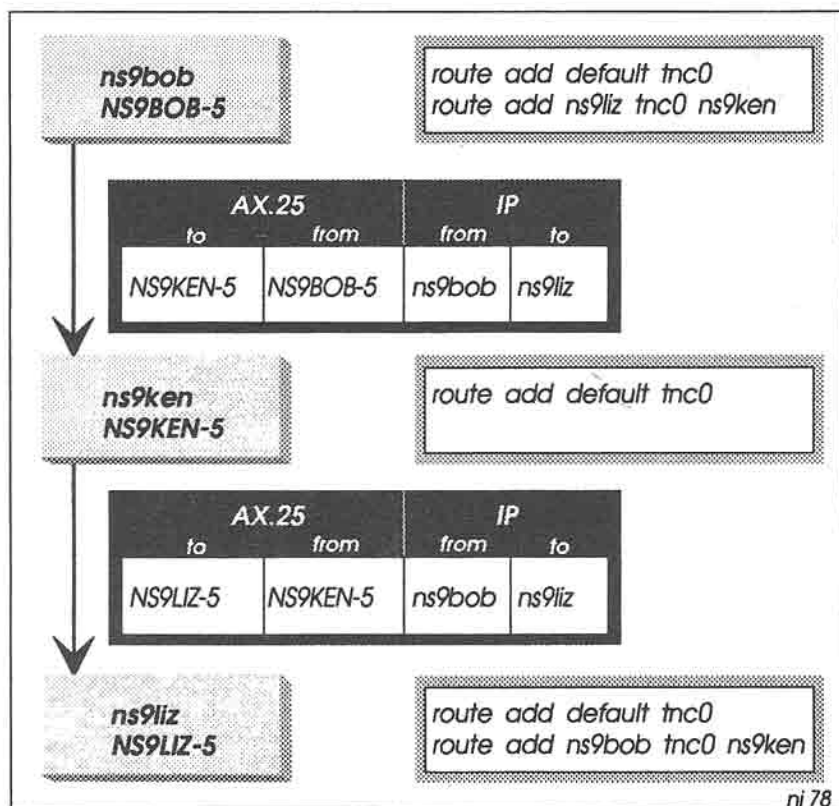 ns9bob
NS9BOB-5
route add default tnc0
route add ns9liz tnc0 ns9ken
AX.25 IP
to from from to
NS9KEN-5 NS9BOB-5 ns9bob ns9liz
ns9ken
NS9KEN-5
route add default tnc0
AX.25 IP
to from from to
NS9LIZ-5 NS9KEN-5 ns9bob ns9liz
ns9liz
NS9LIZ-5
route add default tnc0
route add ns9bob tnc0 ns9ken
ni 78